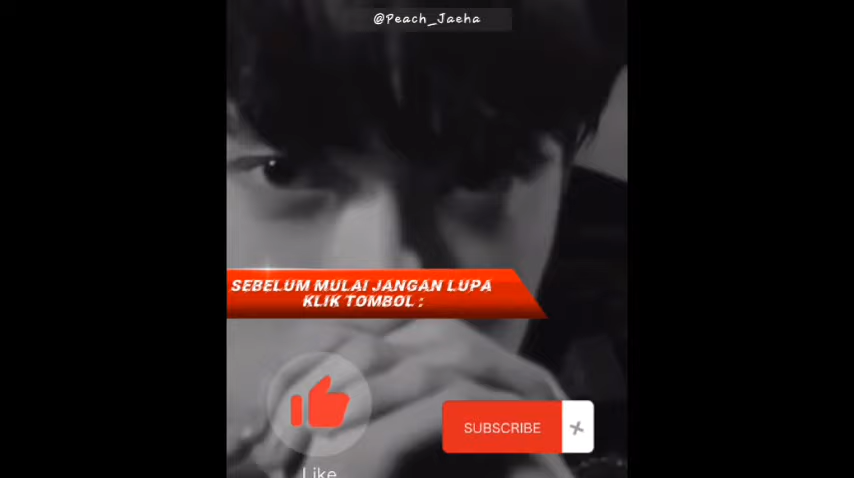 @Peach_Jaeha
SEBELUM MULAI JANGAN LUPA
KLIK TOMBOL :
SUBSCRIBE
Like